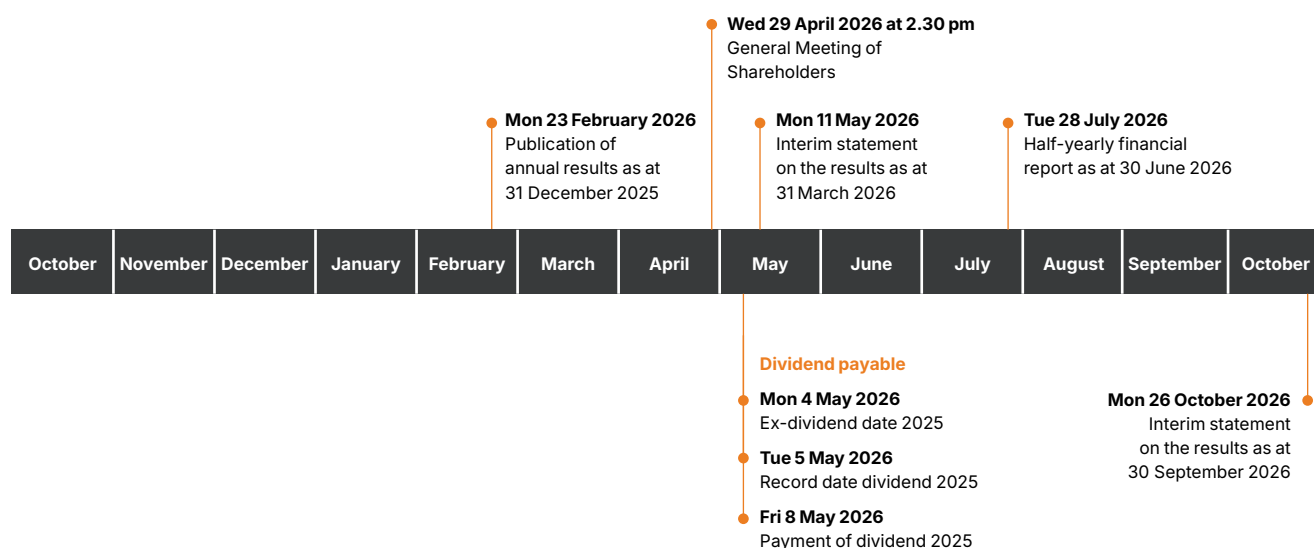 Wed 29 April 2026 at 2.30 pm
General Meeting of
Shareholders
Mon 23 February 2026
Publication of
annual results as at
31 December 2025
Mon 11 May 2026
Interim statement
on the results as at
31 March 2026
Tue 28 July 2026
Half-yearly financial
report as at 30 June 2026
October November December January February March April May June July August September October
Dividend payable
Mon 4 May 2026
Ex-dividend date 2025
Tue 5 May 2026
Record date dividend 2025
Fri 8 May 2026
Payment of dividend 2025
Mon 26 October 2026
Interim statement
on the results as at
30 September 2026